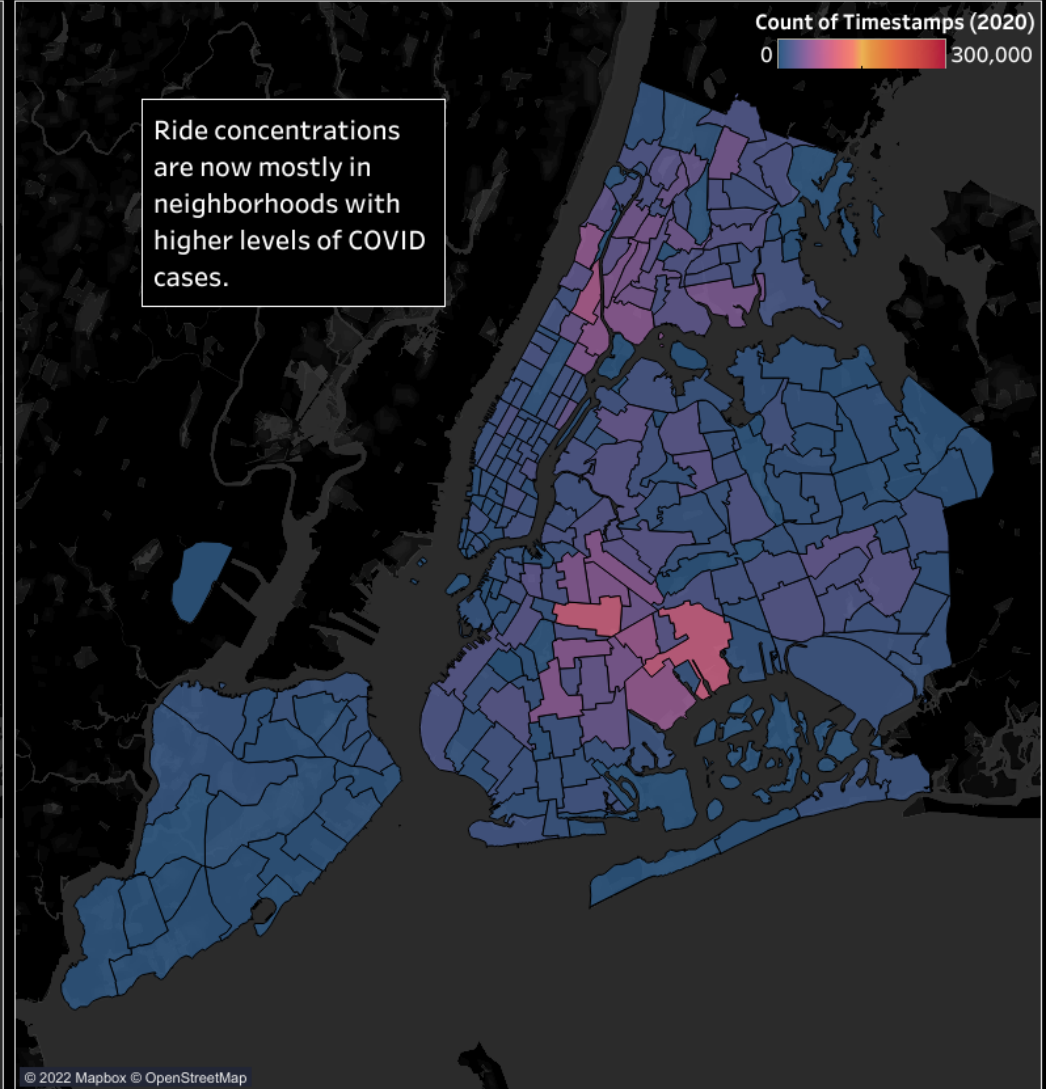 Count of Timestamps (2020)
0 300,000
Ride concentrations
are now mostly in
neighborhoods with
higher levels of COVID
cases.
© 2022 Mapbox © OpenStreetMap